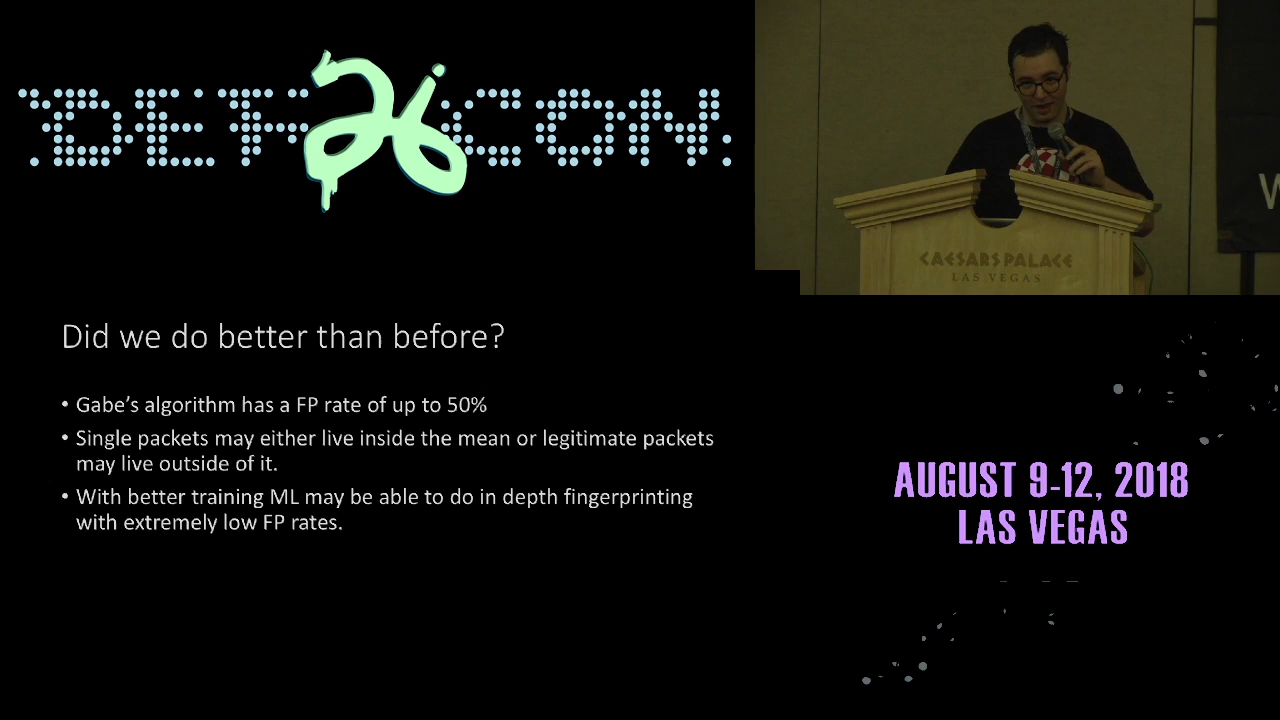 DEF CON
26
CAESARS PALACE
LAS VEGAS
W
Did we do better than before?
• Gabe's algorithm has a FP rate of up to 50%
• Single packets may either live inside the mean or legitimate packets
may live outside of it.
• With better training ML may be able to do in depth fingerprinting
with extremely low FP rates.
AUGUST 9-12, 2018
LAS VEGAS